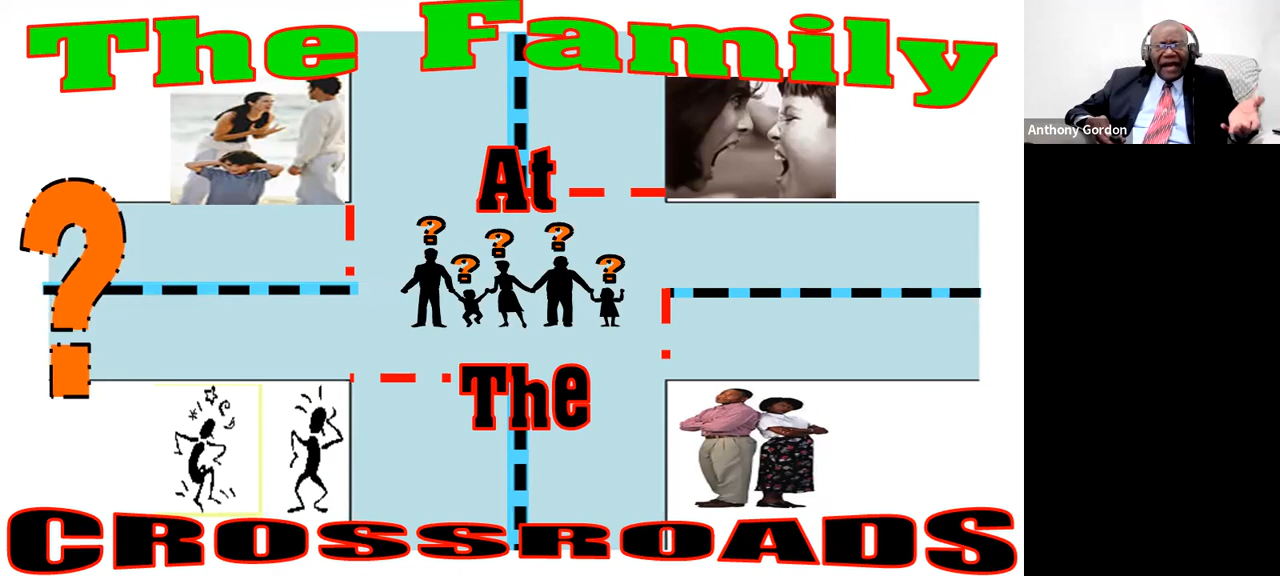 The Family
Anthony Gordon
At
? ? ? ? ?
?
The
CROSSROADS